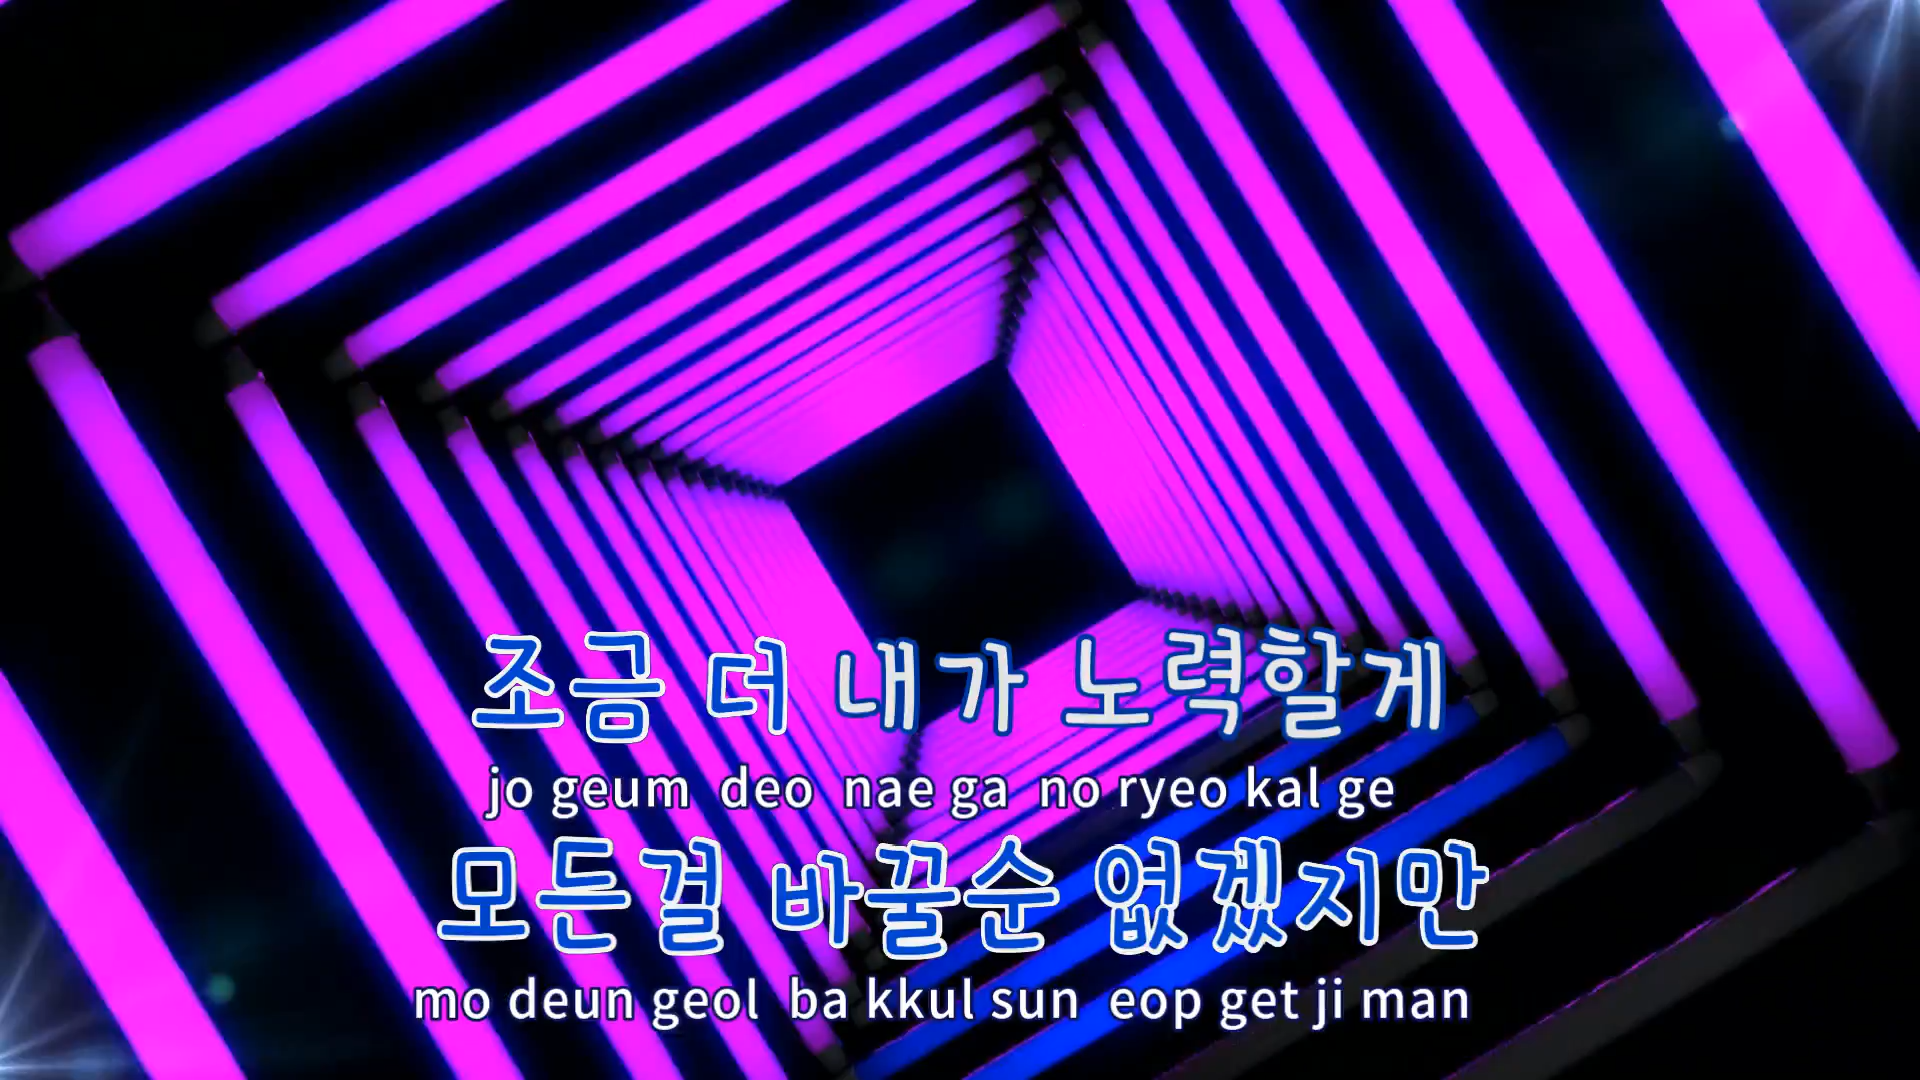 조금 더 내가 노력할게
jo geum deo nae ga no ryeo kal ge
모든걸 바꿀순 없겠지만
mo deun geol ba kkul sun eop get ji man